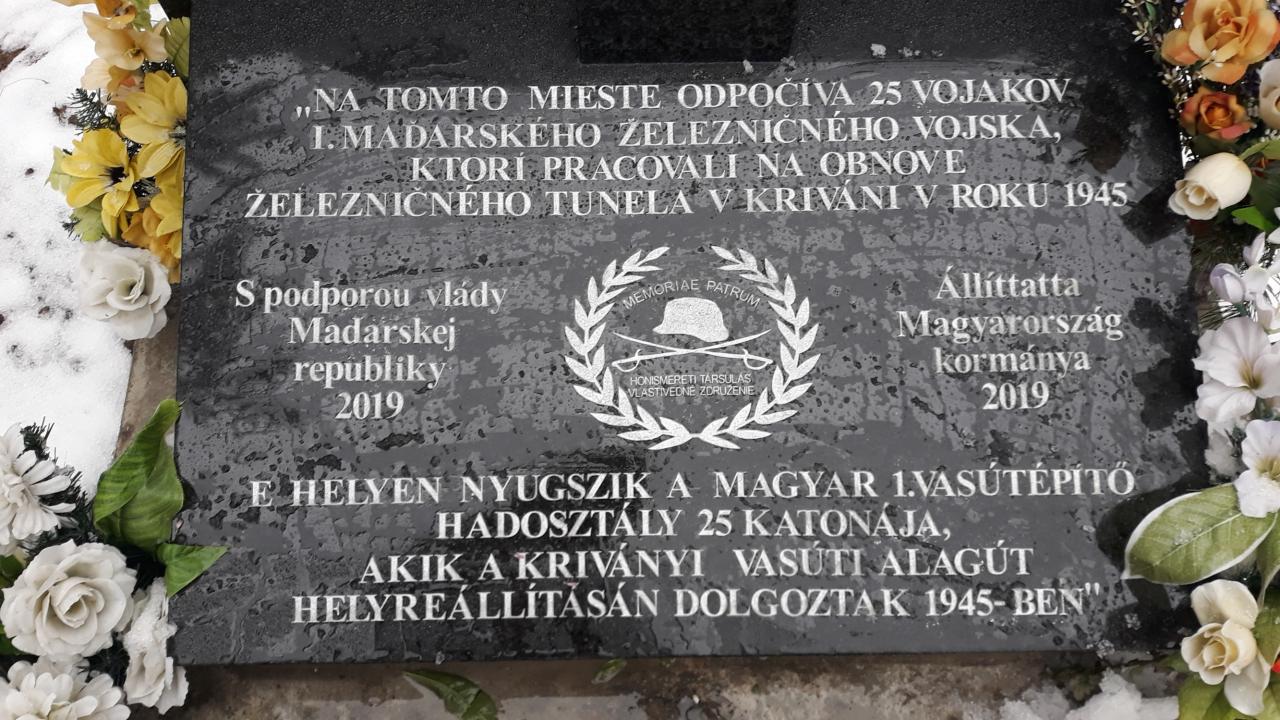 „NA TOMTO MIESTE ODPOČÍVA 25 VOJAKOV
I. MAĎARSKÉHO ŽELEZNIČNÉHO VOJSKA,
KTORÍ PRACOVALI NA OBNOVE
ŽELEZNIČNÉHO TUNELA V KRIVÁNI V ROKU 1945
S podporou vlády
Maďarskej
republiky
2019
MEMORIAE PATRUM
HONISMERETI TÁRSULÁS
VLASTIVEDNÉ ZDRUŽENIE
Állíttatta
Magyarország
kormánya
2019
E HELYEN NYUGSZIK A MAGYAR 1.VASÚTÉPÍTŐ
HADOSZTÁLY 25 KATONÁJA,
AKIK A KRIVÁNYI VASÚTI ALAGÚT
HELYREÁLLÍTÁSÁN DOLGOZTAK 1945-BEN"